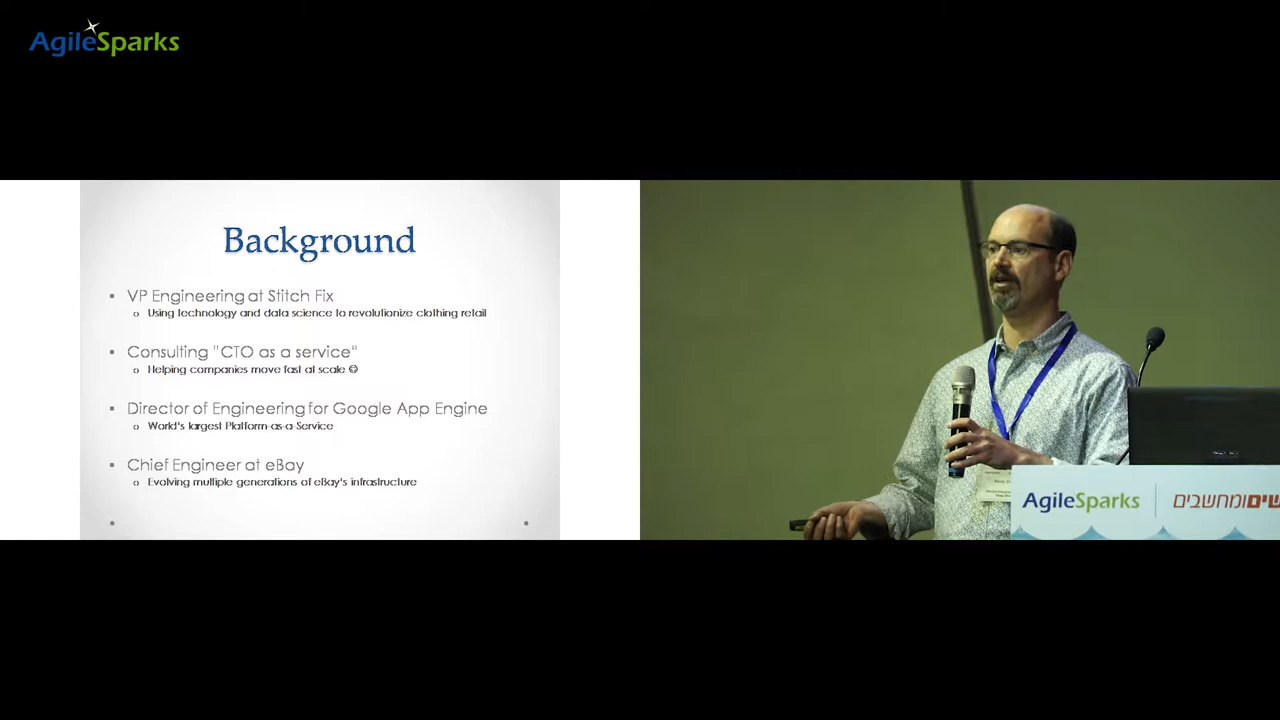 AgileSparks
Background
VP Engineering at Stitch Fix
Using technology and data science to revolutionize clothing retail
Consulting "CTO as a service"
Helping companies move fast at scale ☺
Director of Engineering for Google App Engine
World's largest Platform-as-a-Service
Chief Engineer at eBay
Evolving multiple generations of eBay's infrastructure
AgileSparks